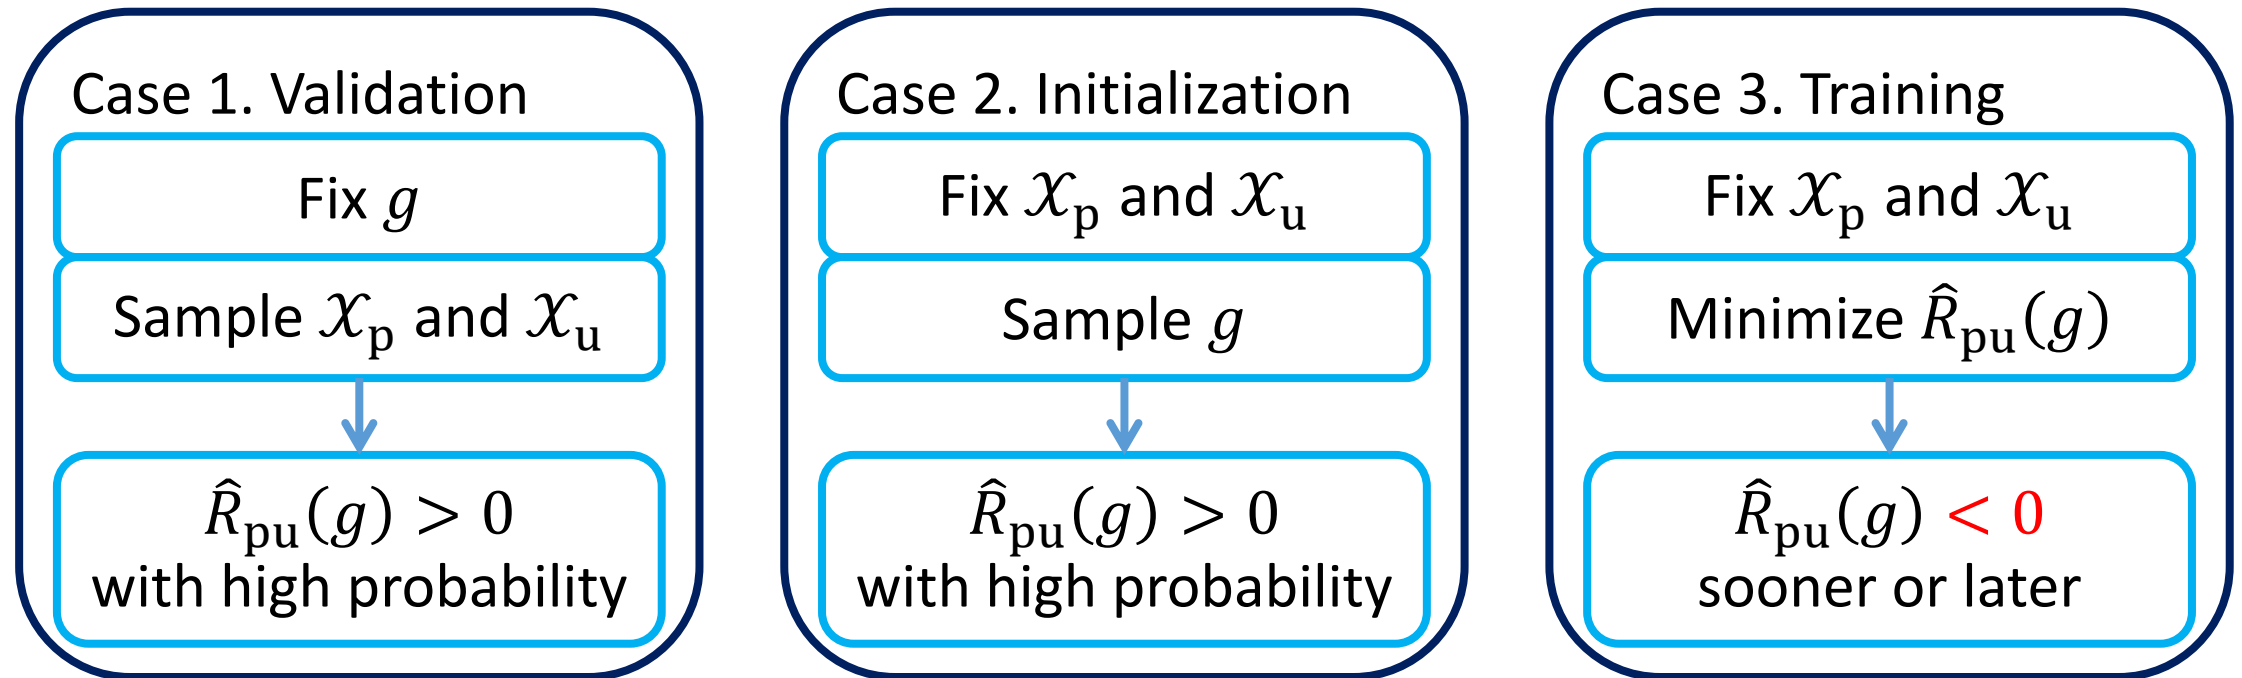 Case 1. Validation
Fix g
Sample 𝒳p and 𝒳u
R̂pu(g) > 0
with high probability
Case 2. Initialization
Fix 𝒳p and 𝒳u
Sample g
R̂pu(g) > 0
with high probability
Case 3. Training
Fix 𝒳p and 𝒳u
Minimize R̂pu(g)
R̂pu(g) < 0
sooner or later